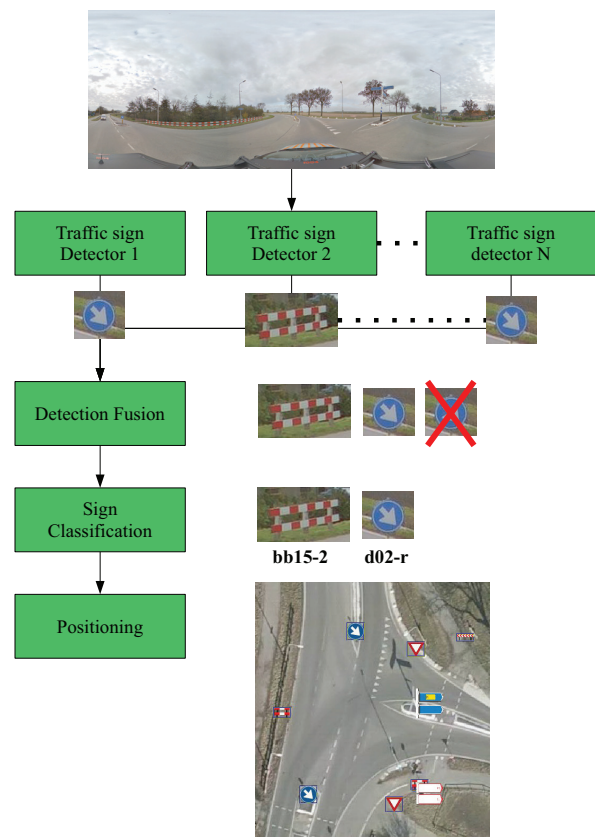 Traffic sign
Detector 1
Traffic sign
Detector 2
Traffic sign
detector N
Detection Fusion
Sign
Classification
bb15-2
d02-r
Positioning